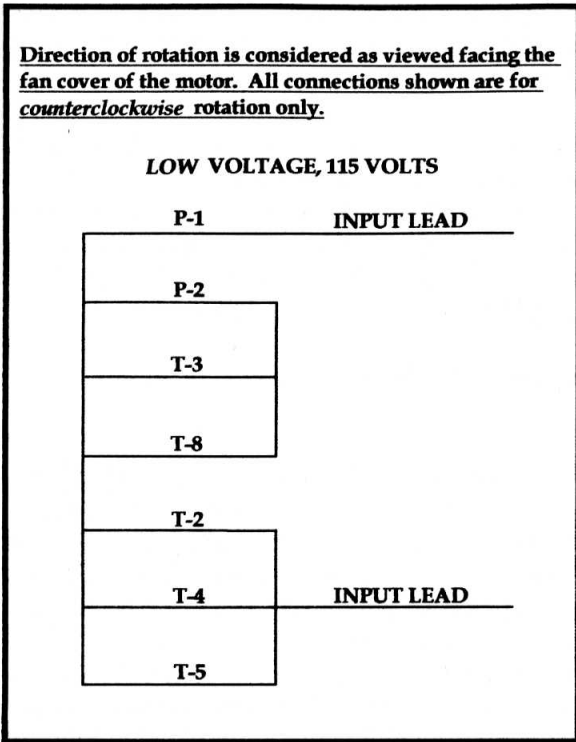 Direction of rotation is considered as viewed facing the
fan cover of the motor. All connections shown are for
counterclockwise rotation only.
LOW VOLTAGE, 115 VOLTS
P-1 INPUT LEAD
P-2
T-3
T-8
T-2
T-4 INPUT LEAD
T-5